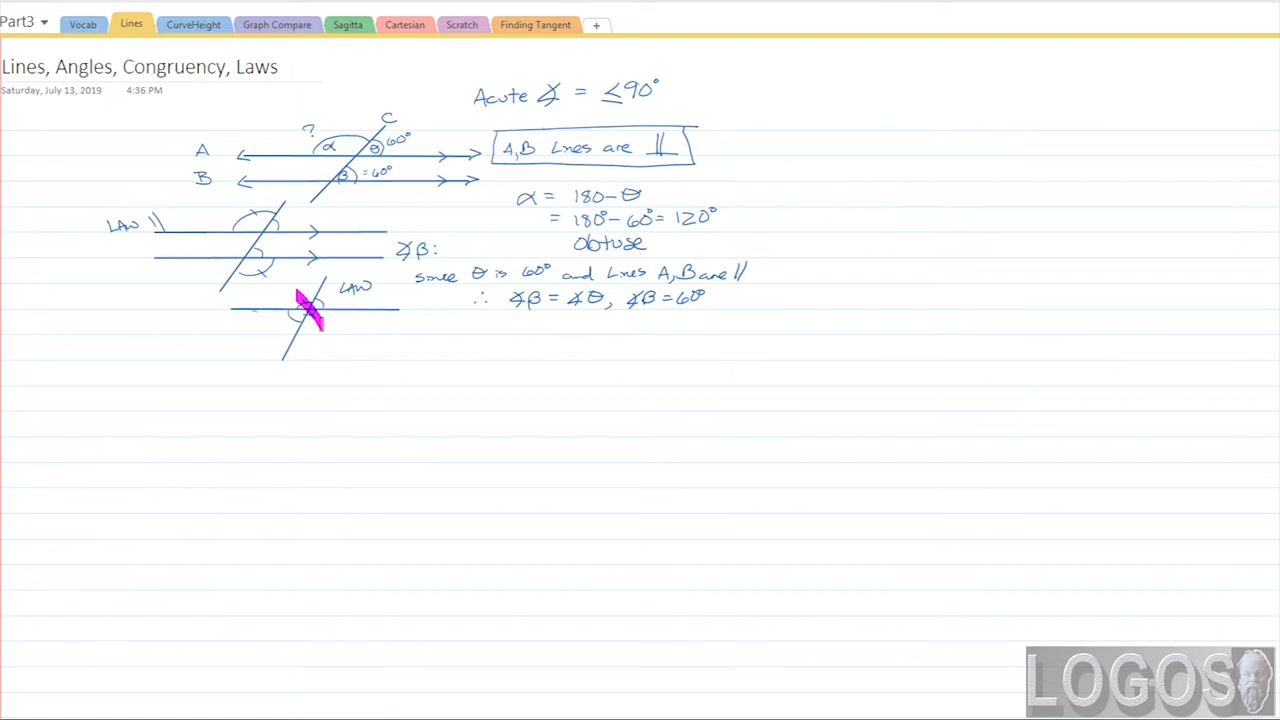 Part3 Vocab Lines CurveHeight Graph Compare Sagitta Cartesian Scratch Finding Tangent +
Lines, Angles, Congruency, Laws
Saturday, July 13, 2019 4:36 PM
Acute ∡ = ≤90°
C
? α θ 60°
A
A,B Lines are ||
B
β = 60°
α = 180 - θ
= 180° - 60° = 120°
Obtuse
LAW ||
∡β:
since θ is 60° and Lines A,B are //
∴ ∡β = ∡θ, ∡β = 60°
LAW
LOGOS